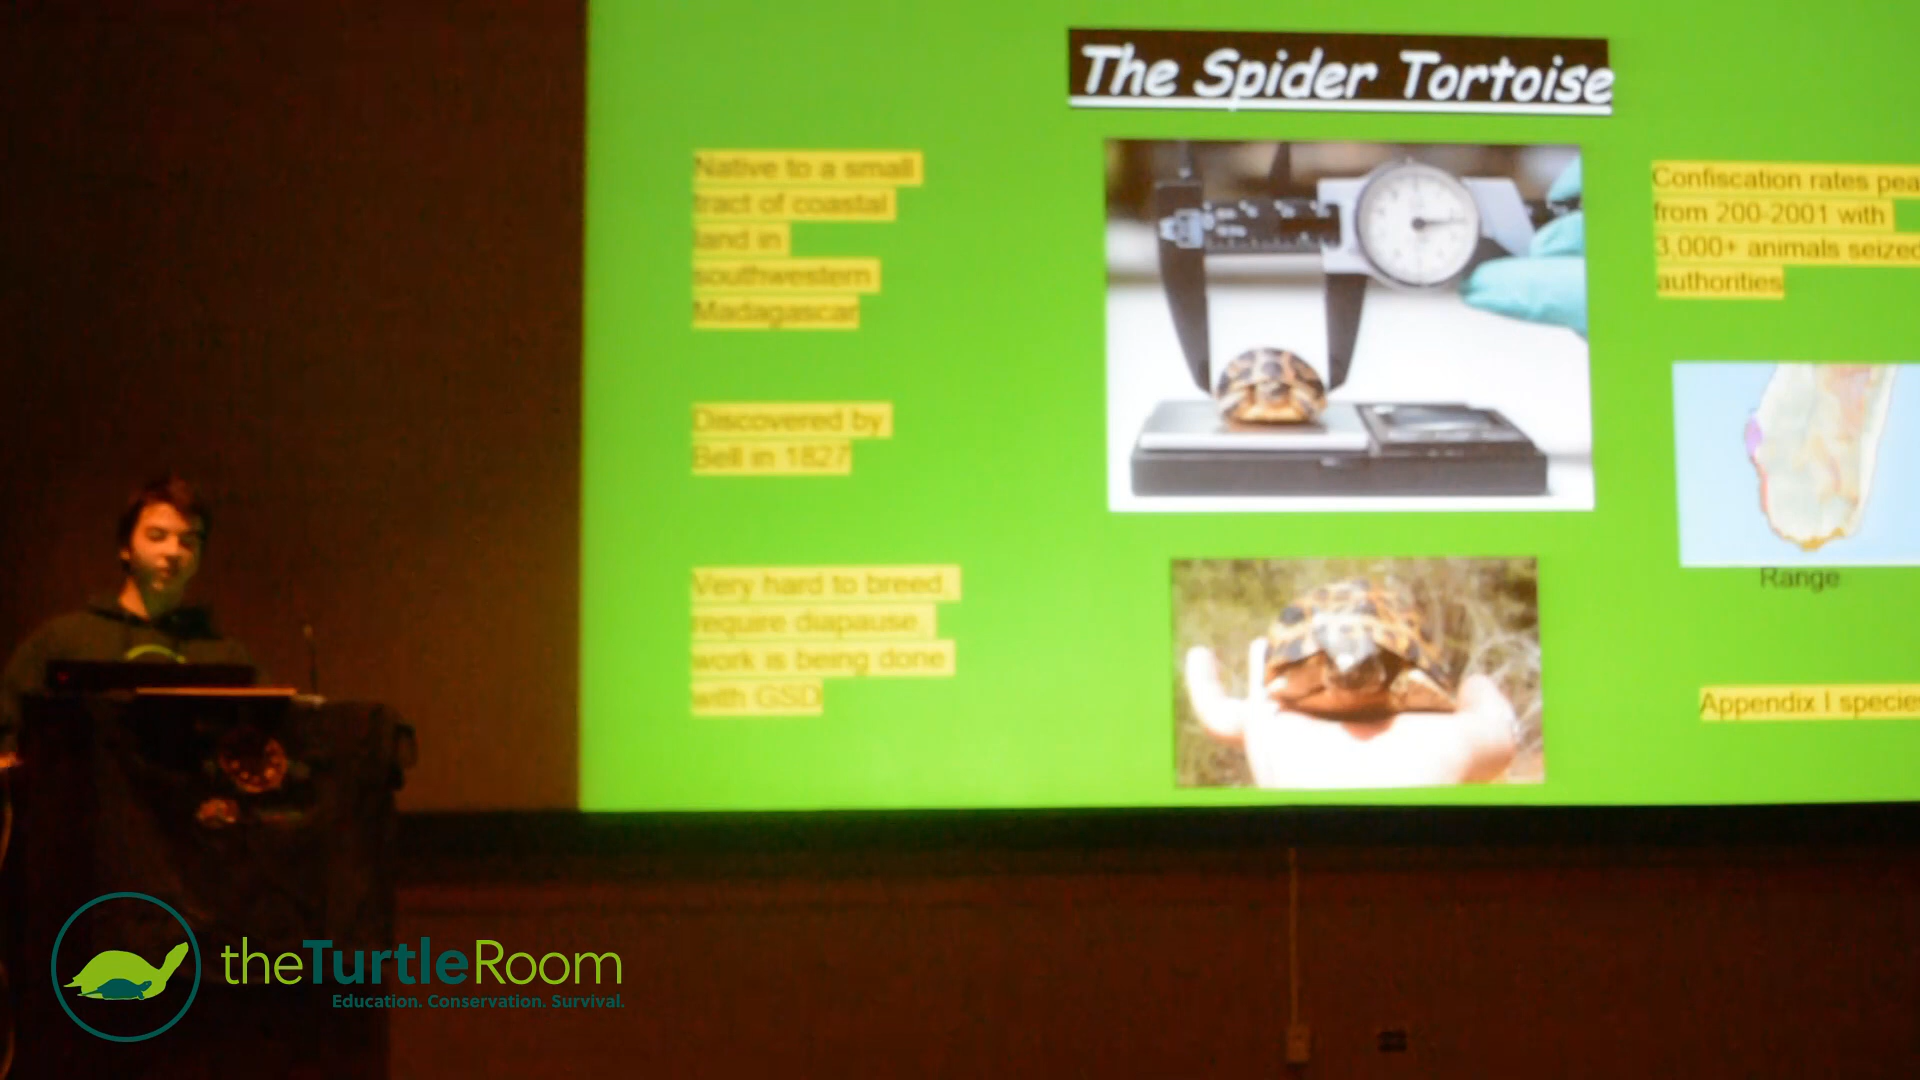 The Spider Tortoise
Native to a small
tract of coastal
land in
southwestern
Madagascar
Discovered by
Bell in 1827
Very hard to breed,
require diapause,
work is being done
with GSD
Confiscation rates pea
from 200-2001 with
3,000+ animals seized
authorities
Range
Appendix I species
theTurtleRoom
Education. Conservation. Survival.